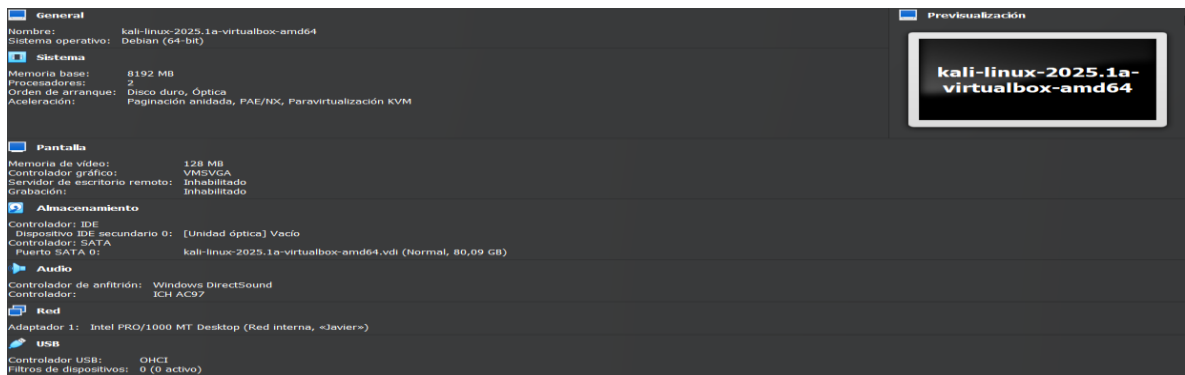 General
Nombre: kali-linux-2025.1a-virtualbox-amd64
Sistema operativo: Debian (64-bit)
Sistema
Memoria base: 8192 MB
Procesadores: 2
Orden de arranque: Disco duro, Óptica
Aceleración: Paginación anidada, PAE/NX, Paravirtualización KVM
Previsualización
kali-linux-2025.1a-
virtualbox-amd64
Pantalla
Memoria de vídeo: 128 MB
Controlador gráfico: VMSVGA
Servidor de escritorio remoto: Inhabilitado
Grabación: Inhabilitado
Almacenamiento
Controlador: IDE
Dispositivo IDE secundario 0: [Unidad óptica] Vacío
Controlador: SATA
Puerto SATA 0: kali-linux-2025.1a-virtualbox-amd64.vdi (Normal, 80,09 GB)
Audio
Controlador de anfitrión: Windows DirectSound
Controlador: ICH AC97
Red
Adaptador 1: Intel PRO/1000 MT Desktop (Red interna, «Javier»)
USB
Controlador USB: OHCI
Filtros de dispositivos: 0 (0 activo)